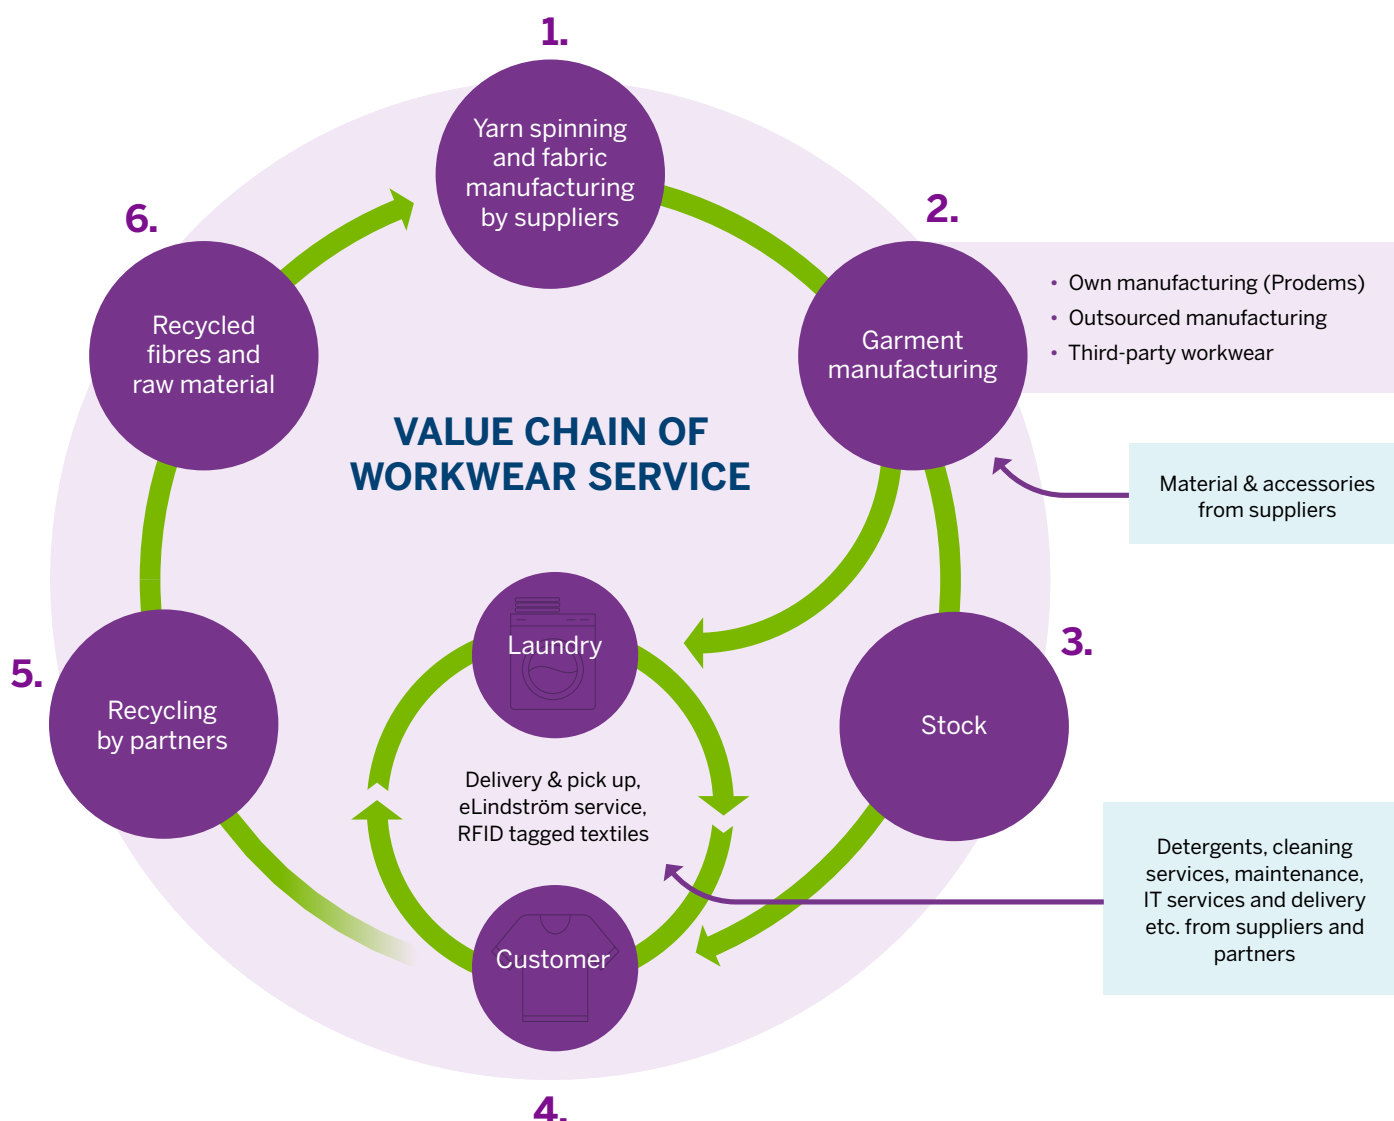 1.
Yarn spinning
and fabric
manufacturing
by suppliers
2.
Garment
manufacturing
• Own manufacturing (Prodems)
• Outsourced manufacturing
• Third-party workwear
Material & accessories
from suppliers
6.
Recycled
fibres and
raw material
VALUE CHAIN OF
WORKWEAR SERVICE
3.
Stock
Laundry
Delivery & pick up,
eLindström service,
RFID tagged textiles
Customer
Detergents, cleaning
services, maintenance,
IT services and delivery
etc. from suppliers and
partners
4.
5.
Recycling
by partners